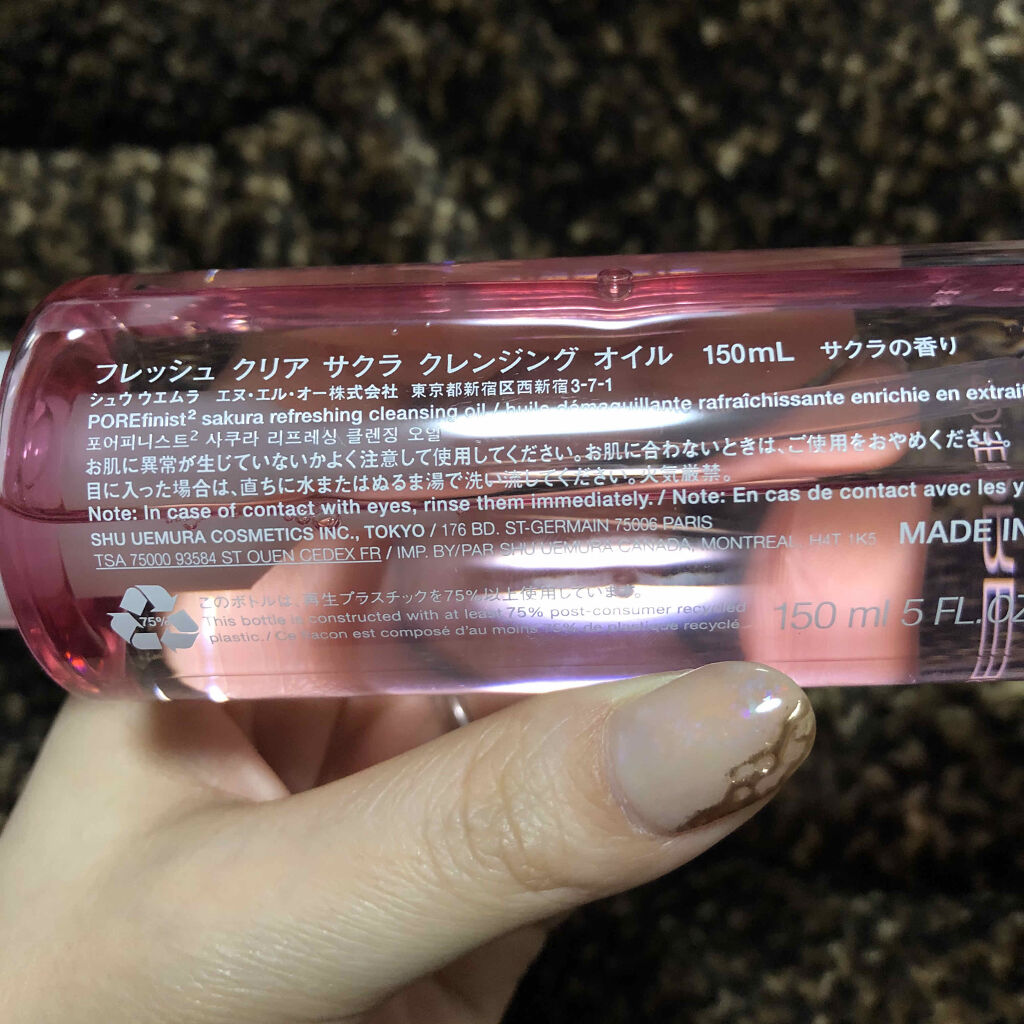 フレッシュ クリア サクラ クレンジング オイル 150mL サクラの香り
シュウ ウエムラ エヌ・エル・オー株式会社 東京都新宿区西新宿3-7-1
POREfinist² sakura refreshing cleansing oil / huile démaquillante rafraîchissante enrichie en extrait
포어피니스트² 사쿠라 리프레싱 클렌징 오일
お肌に異常が生じていないかよく注意して使用してください。お肌に合わないときは、ご使用をおやめください。
目に入った場合は、直ちに水またはぬるま湯で洗い流してください。火気厳禁。
Note: In case of contact with eyes, rinse them immediately. / Note: En cas de contact avec les y
SHU UEMURA COSMETICS INC., TOKYO / 176 BD. ST-GERMAIN 75006 PARIS
TSA 75000 93584 ST OUEN CEDEX FR / IMP. BY/PAR SHU UEMURA CANADA, MONTREAL, H4T 1K5 MADE IN
75%
このボトルは、再生プラスチックを75%以上使用しています。
This bottle is constructed with at least 75% post-consumer recycled
plastic./ Ce flacon est composé d'au moins 75% de plastique recyclé.
150 ml 5 FL.OZ